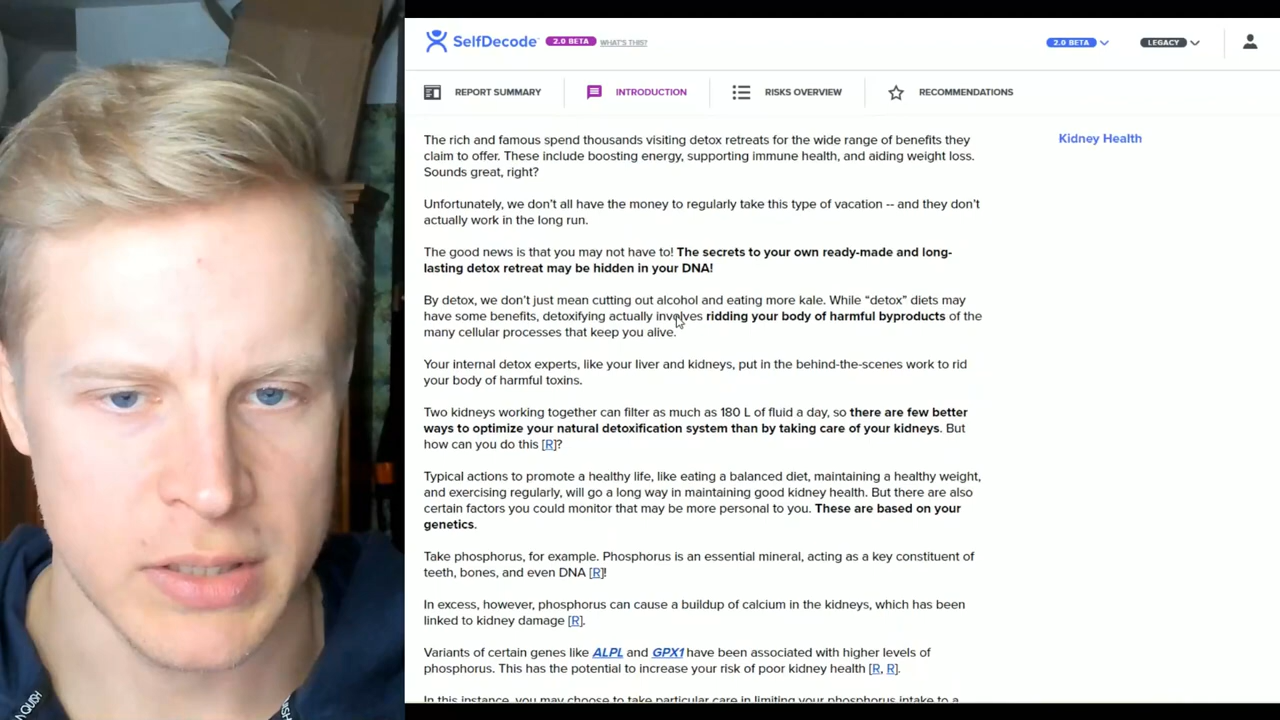 SelfDecode 2.0 BETA WHAT'S THIS? 2.0 BETA LEGACY
REPORT SUMMARY INTRODUCTION RISKS OVERVIEW RECOMMENDATIONS
The rich and famous spend thousands visiting detox retreats for the wide range of benefits they
claim to offer. These include boosting energy, supporting immune health, and aiding weight loss.
Sounds great, right?
Kidney Health
Unfortunately, we don't all have the money to regularly take this type of vacation -- and they don't
actually work in the long run.
The good news is that you may not have to! The secrets to your own ready-made and long-
lasting detox retreat may be hidden in your DNA!
By detox, we don't just mean cutting out alcohol and eating more kale. While “detox” diets may
have some benefits, detoxifying actually involves ridding your body of harmful byproducts of the
many cellular processes that keep you alive.
Your internal detox experts, like your liver and kidneys, put in the behind-the-scenes work to rid
your body of harmful toxins.
Two kidneys working together can filter as much as 180 L of fluid a day, so there are few better
ways to optimize your natural detoxification system than by taking care of your kidneys. But
how can you do this [R]?
Typical actions to promote a healthy life, like eating a balanced diet, maintaining a healthy weight,
and exercising regularly, will go a long way in maintaining good kidney health. But there are also
certain factors you could monitor that may be more personal to you. These are based on your
genetics.
Take phosphorus, for example. Phosphorus is an essential mineral, acting as a key constituent of
teeth, bones, and even DNA [R]!
In excess, however, phosphorus can cause a buildup of calcium in the kidneys, which has been
linked to kidney damage [R].
Variants of certain genes like ALPL and GPX1 have been associated with higher levels of
phosphorus. This has the potential to increase your risk of poor kidney health [R, R].
In this instance, you may choose to take particular care in limiting your phosphorus intake to a